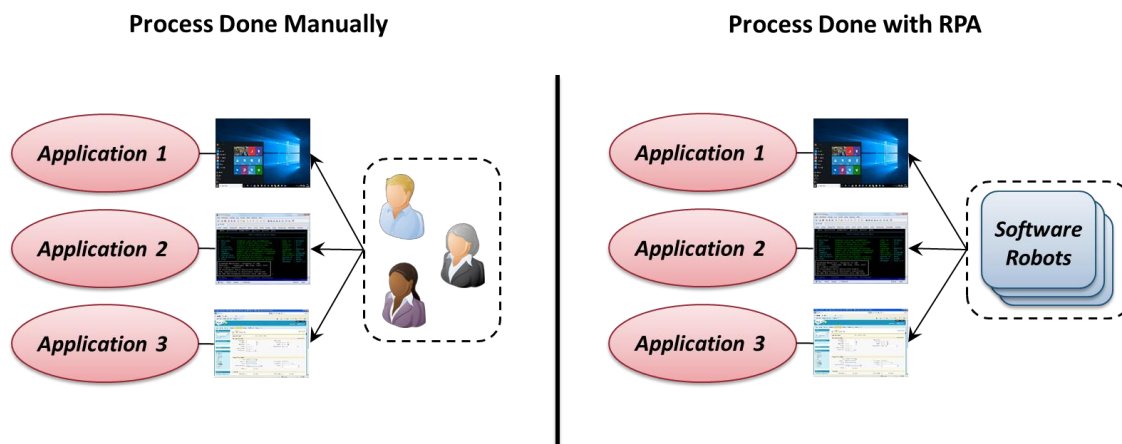 Process Done Manually
Process Done with RPA
Application 1
Application 2
Application 3
Application 1
Application 2
Application 3
Software
Robots